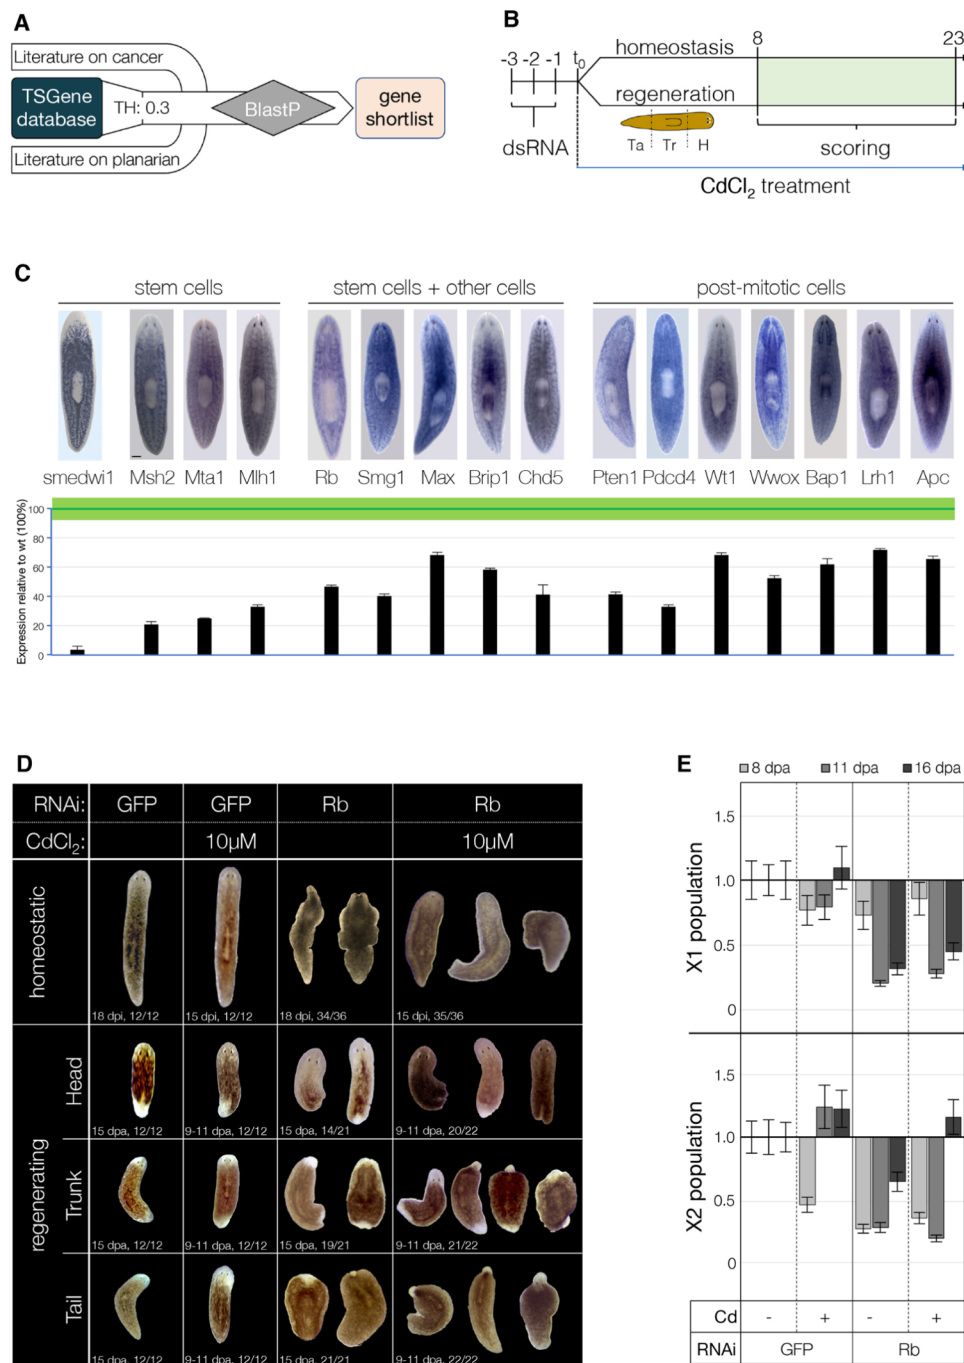 A
Literature on cancer
TSGene
database
TH: 0.3
BlastP
gene
shortlist
Literature on planarian
B
-3 -2 -1 t0
homeostasis
8
23
regeneration
dsRNA
Ta Tr H
scoring
CdCl2 treatment
C
stem cells
stem cells + other cells
post-mitotic cells
smedwi1 Msh2 Mta1 Mlh1 Rb Smg1 Max Brip1 Chd5 Pten1 Pdcd4 Wt1 Wwox Bap1 Lrh1 Apc
Expression relative to wt (100%)
100
80
60
40
20
0
D
RNAi: GFP GFP Rb Rb
CdCl2: 10µM 10µM
homeostatic
18 dpi, 12/12 15 dpi, 12/12 18 dpi, 34/36 15 dpi, 35/36
regenerating
Head
15 dpa, 12/12 9-11 dpa, 12/12 15 dpa, 14/21 9-11 dpa, 20/22
Trunk
15 dpa, 12/12 9-11 dpa, 12/12 15 dpa, 19/21 9-11 dpa, 21/22
Tail
15 dpa, 12/12 9-11 dpa, 12/12 15 dpa, 21/21 9-11 dpa, 22/22
E
8 dpa 11 dpa 16 dpa
X1 population
1.5
1.0
0.5
0
X2 population
1.5
1.0
0.5
0
Cd - + - +
RNAi GFP Rb